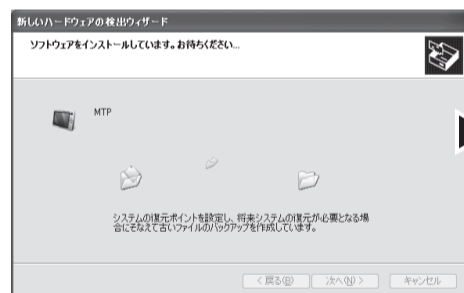 新しいハードウェアの検出ウィザード
ソフトウェアをインストールしています。お待ちください...
MTP
システムの復元ポイントを設定し、将来システムの復元が必要となる場
合にそなえて古いファイルのバックアップを作成しています。
< 戻る(B) 次へ(N) > キャンセル